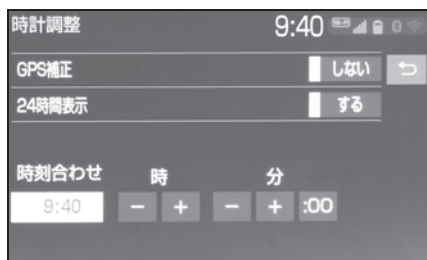 時計調整 9:40
GPS補正 しない
24時間表示 する
時刻合わせ 時 分
9:40 − + − + :00